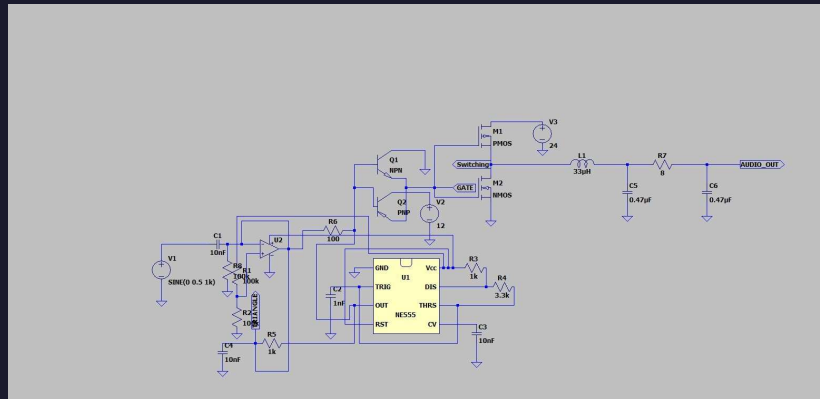 V3
M1
PMOS
24
Q1
NPN
Switching
L1
33µH
R7
8
AUDIO_OUT
M2
NMOS
GATE
C5
0.47µF
C6
0.47µF
Q2
PNP
V2
12
R6
100
C1
10nF
U2
V1
SINE(0 0.5 1k)
R8
100k
R1
100k
GND
Vcc
U1
TRIG
DIS
OUT
THRS
NE555
RST
CV
R3
1k
R4
3.3k
C2
1nF
C3
10nF
TRIANGLE
R2
R5
1k
C4
10nF